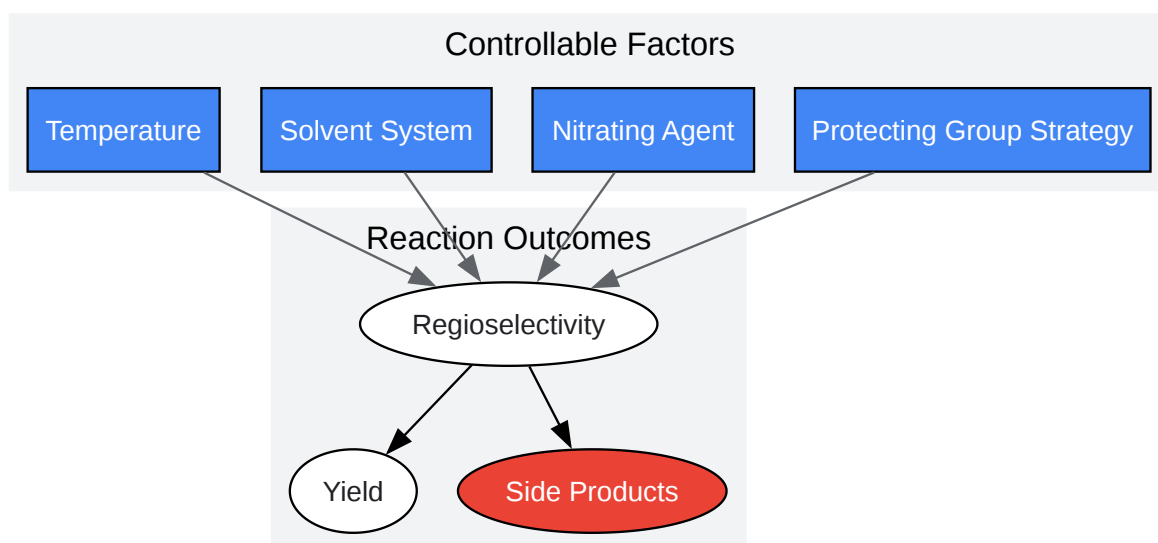 Controllable Factors
Temperature
Solvent System
Nitrating Agent
Protecting Group Strategy
Reaction Outcomes
Regioselectivity
Yield
Side Products